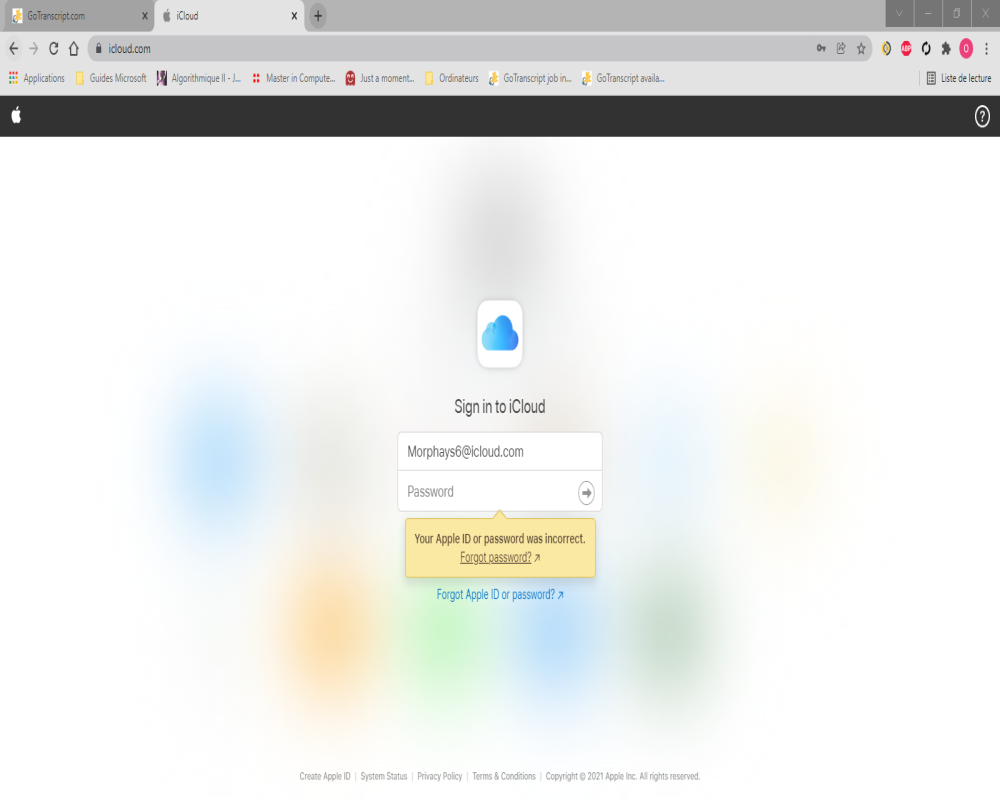 GoTranscript.com
iCloud
icloud.com
ABP
O
Applications
Guides Microsoft
Algorithmique II - J...
Master in Compute...
Just a moment...
Ordinateurs
GoTranscript job in...
GoTranscript availa...
Liste de lecture
?
Sign in to iCloud
Morphays6@icloud.com
Password
Your Apple ID or password was incorrect.
Forgot password? ↗
Forgot Apple ID or password? ↗
Create Apple ID | System Status | Privacy Policy | Terms & Conditions | Copyright © 2021 Apple Inc. All rights reserved.